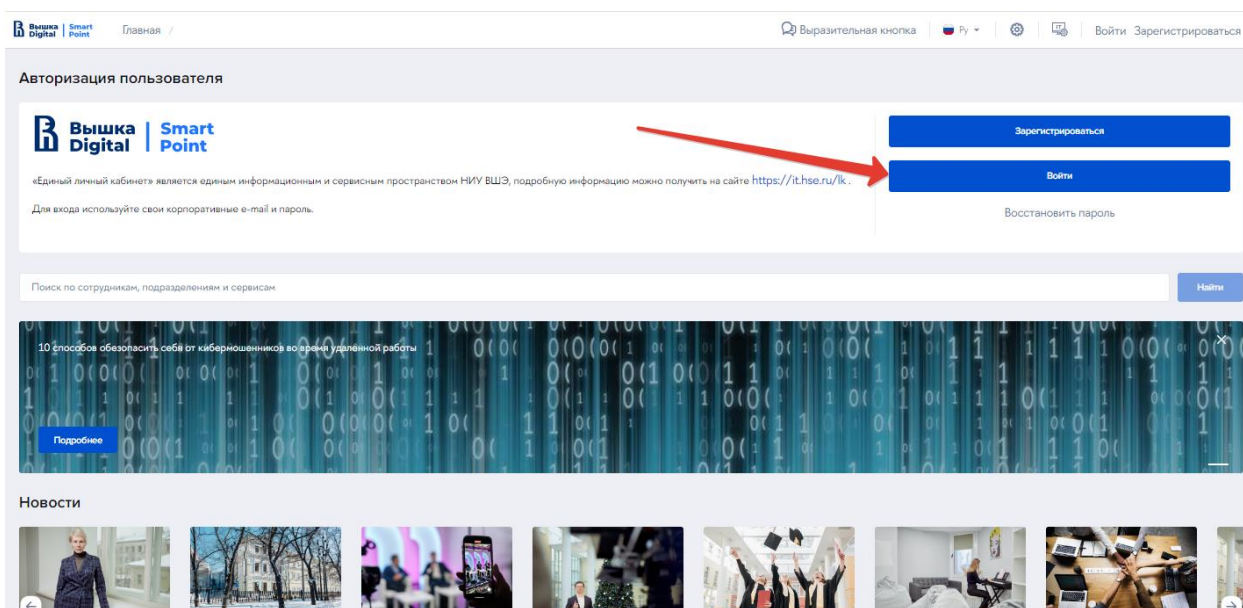 Вышка Digital | Smart Point
Главная /
Выразительная кнопка
Ру
Войти Зарегистрироваться
Авторизация пользователя
Вышка | Smart
Digital | Point
Зарегистрироваться
Войти
Восстановить пароль
«Единый личный кабинет» является единым информационным и сервисным пространством НИУ ВШЭ, подробную информацию можно получить на сайте https://it.hse.ru/lk .
Для входа используйте свои корпоративные e-mail и пароль.
Поиск по сотрудникам, подразделениям и сервисам
Найти
10 способов обезопасить себя от кибермошенников во время удаленной работы
Подробнее
Новости